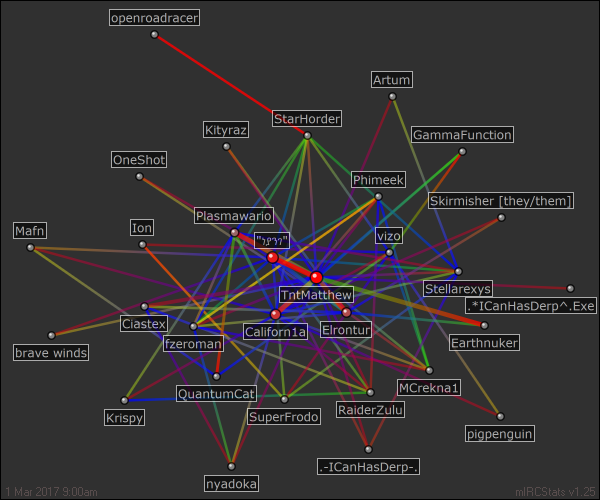 openroadracer
Artum
StarHorder
Kityraz
GammaFunction
OneShot
Phimeek
Skirmisher [they/them]
Plasmawario
Mafn
Ion
vizo
TntMatthew
Stellarexys
.*ICanHasDerp^.Exe
Ciastex
Californ1a
Elrontur
Earthnuker
brave winds
fzeroman
QuantumCat
MCrekna1
Krispy
SuperFrodo
RaiderZulu
pigpenguin
.-ICanHasDerp-.
nyadoka
1 Mar 2017 9:00am
mIRCStats v1.25